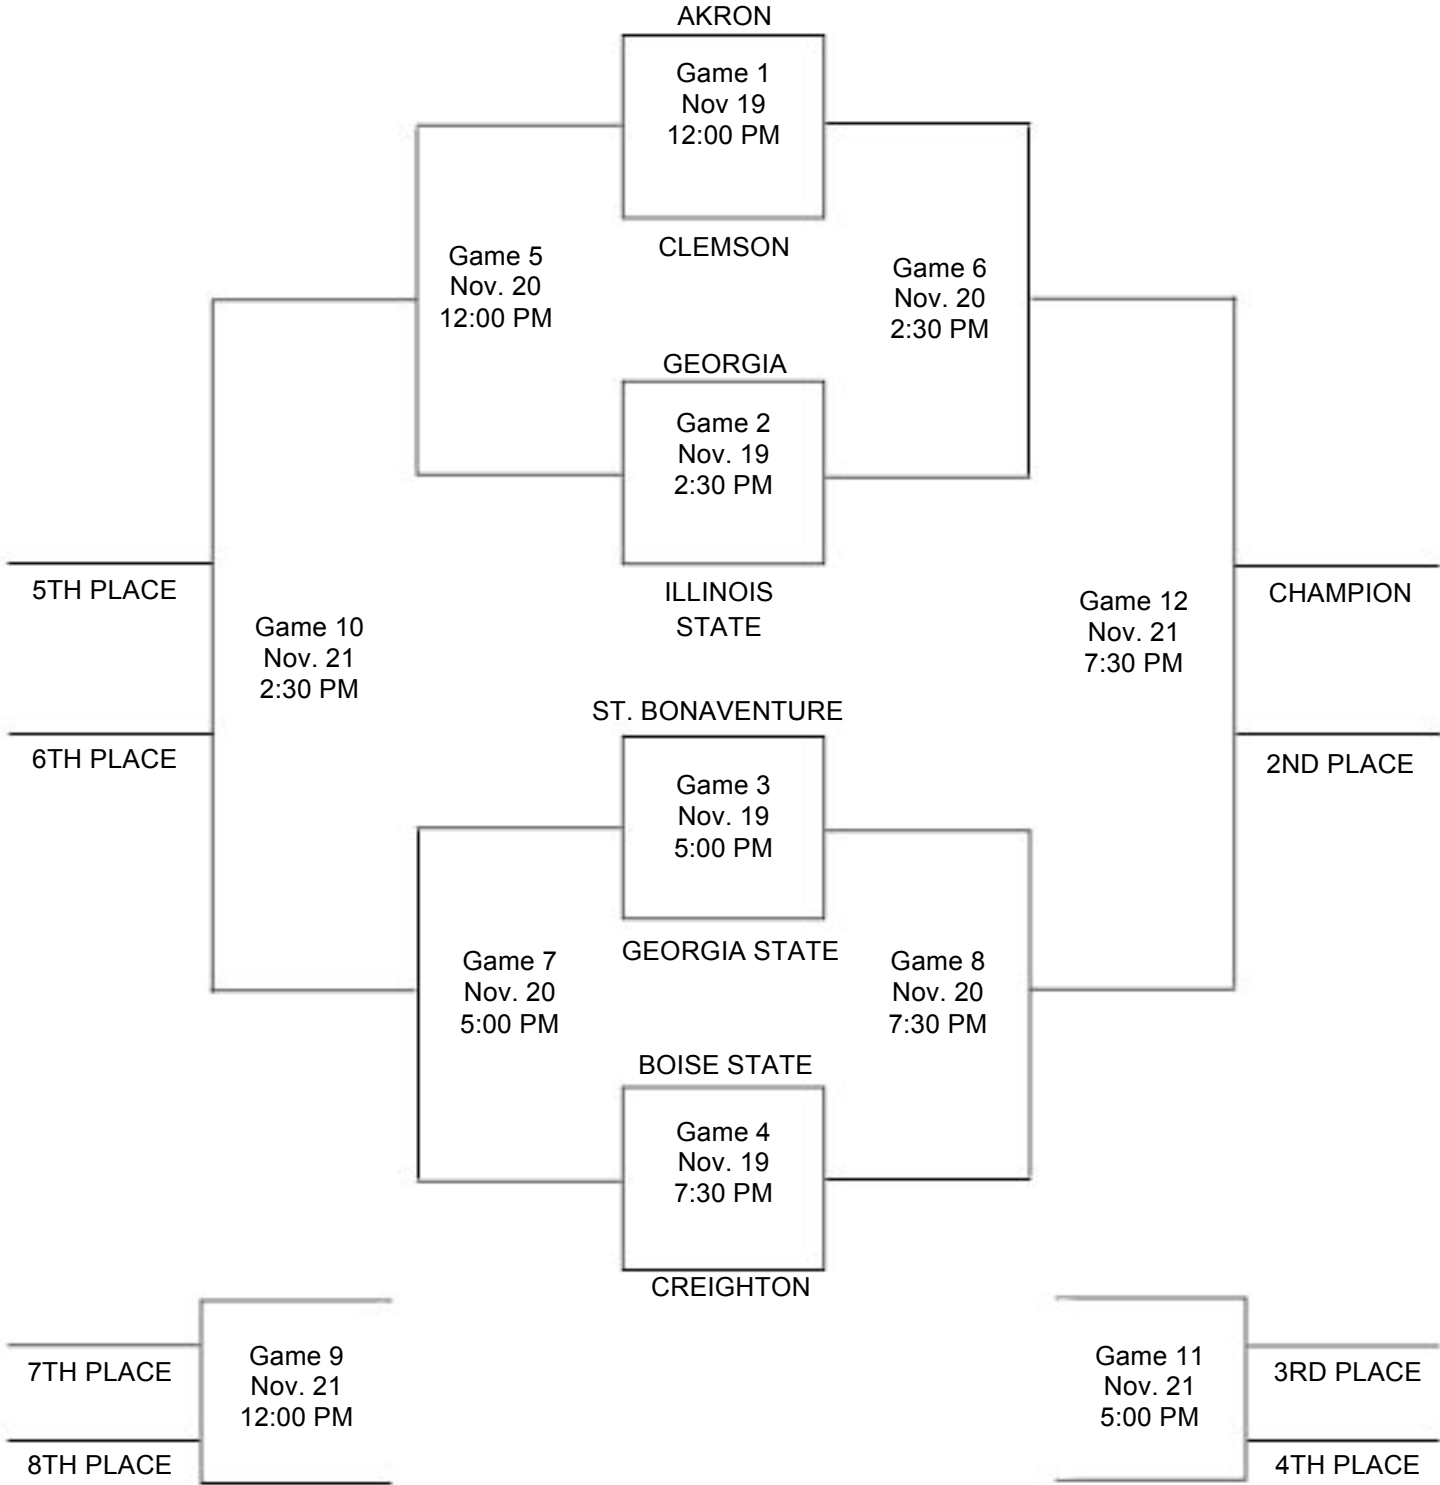 AKRON
Game 1
Nov 19
12:00 PM
CLEMSON
Game 5
Nov. 20
12:00 PM
Game 6
Nov. 20
2:30 PM
GEORGIA
Game 2
Nov. 19
2:30 PM
ILLINOIS
STATE
5TH PLACE
6TH PLACE
Game 10
Nov. 21
2:30 PM
Game 12
Nov. 21
7:30 PM
CHAMPION
2ND PLACE
ST. BONAVENTURE
Game 3
Nov. 19
5:00 PM
GEORGIA STATE
Game 7
Nov. 20
5:00 PM
Game 8
Nov. 20
7:30 PM
BOISE STATE
Game 4
Nov. 19
7:30 PM
CREIGHTON
7TH PLACE
8TH PLACE
Game 9
Nov. 21
12:00 PM
Game 11
Nov. 21
5:00 PM
3RD PLACE
4TH PLACE